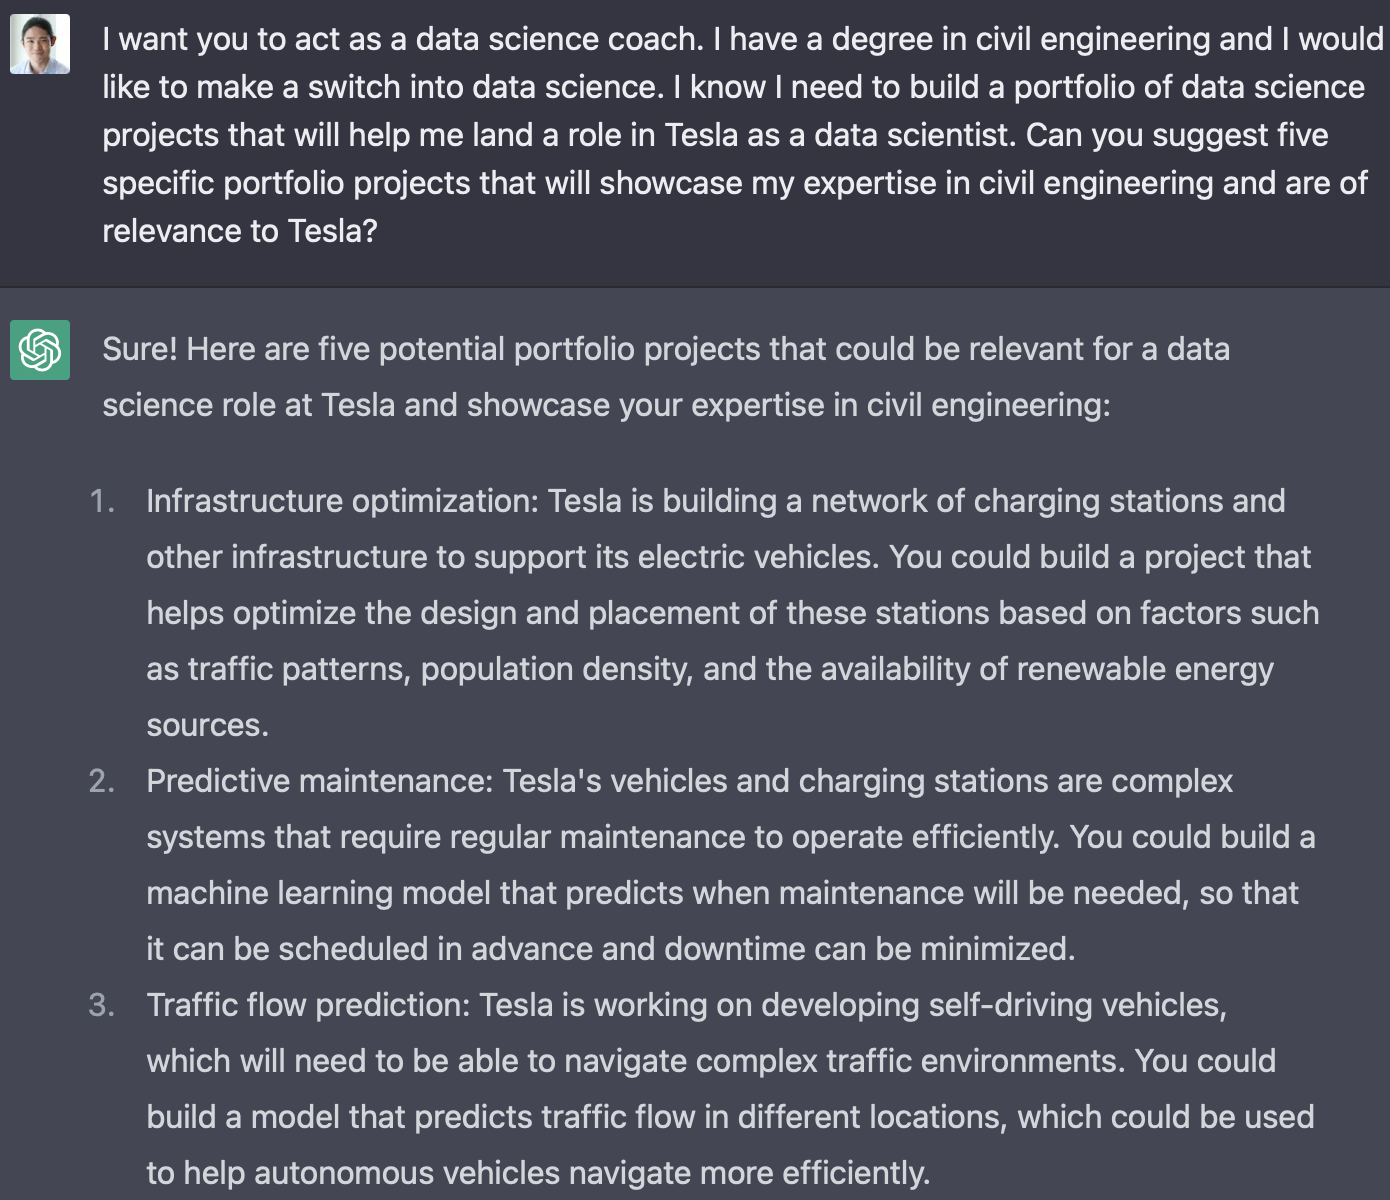 I want you to act as a data science coach. I have a degree in civil engineering and I would
like to make a switch into data science. I know I need to build a portfolio of data science
projects that will help me land a role in Tesla as a data scientist. Can you suggest five
specific portfolio projects that will showcase my expertise in civil engineering and are of
relevance to Tesla?
Sure! Here are five potential portfolio projects that could be relevant for a data
science role at Tesla and showcase your expertise in civil engineering:
1. Infrastructure optimization: Tesla is building a network of charging stations and
other infrastructure to support its electric vehicles. You could build a project that
helps optimize the design and placement of these stations based on factors such
as traffic patterns, population density, and the availability of renewable energy
sources.
2. Predictive maintenance: Tesla's vehicles and charging stations are complex
systems that require regular maintenance to operate efficiently. You could build a
machine learning model that predicts when maintenance will be needed, so that
it can be scheduled in advance and downtime can be minimized.
3. Traffic flow prediction: Tesla is working on developing self-driving vehicles,
which will need to be able to navigate complex traffic environments. You could
build a model that predicts traffic flow in different locations, which could be used
to help autonomous vehicles navigate more efficiently.